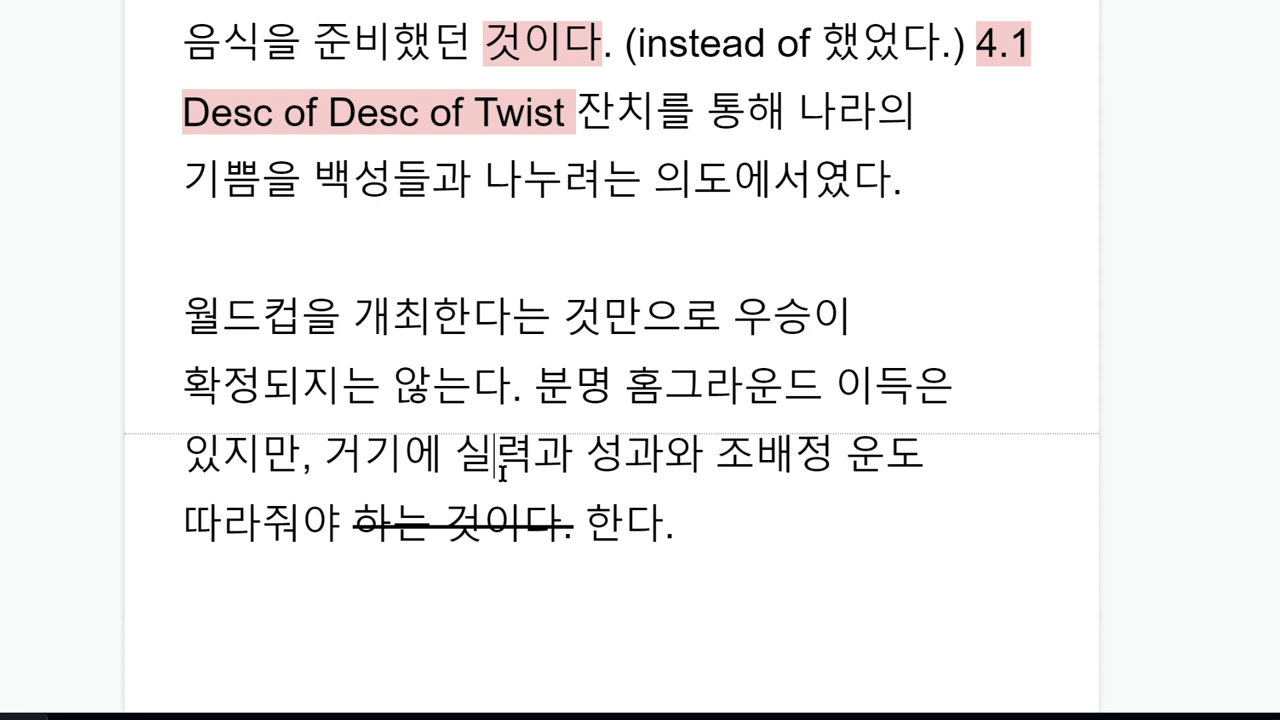 음식을 준비했던 것이다. (instead of 했었다.) 4.1
Desc of Desc of Twist 잔치를 통해 나라의
기쁨을 백성들과 나누려는 의도에서였다.
월드컵을 개최한다는 것만으로 우승이
확정되지는 않는다. 분명 홈그라운드 이득은
있지만, 거기에 실력과 성과와 조배정 운도
따라줘야 하는 것이다. 한다.